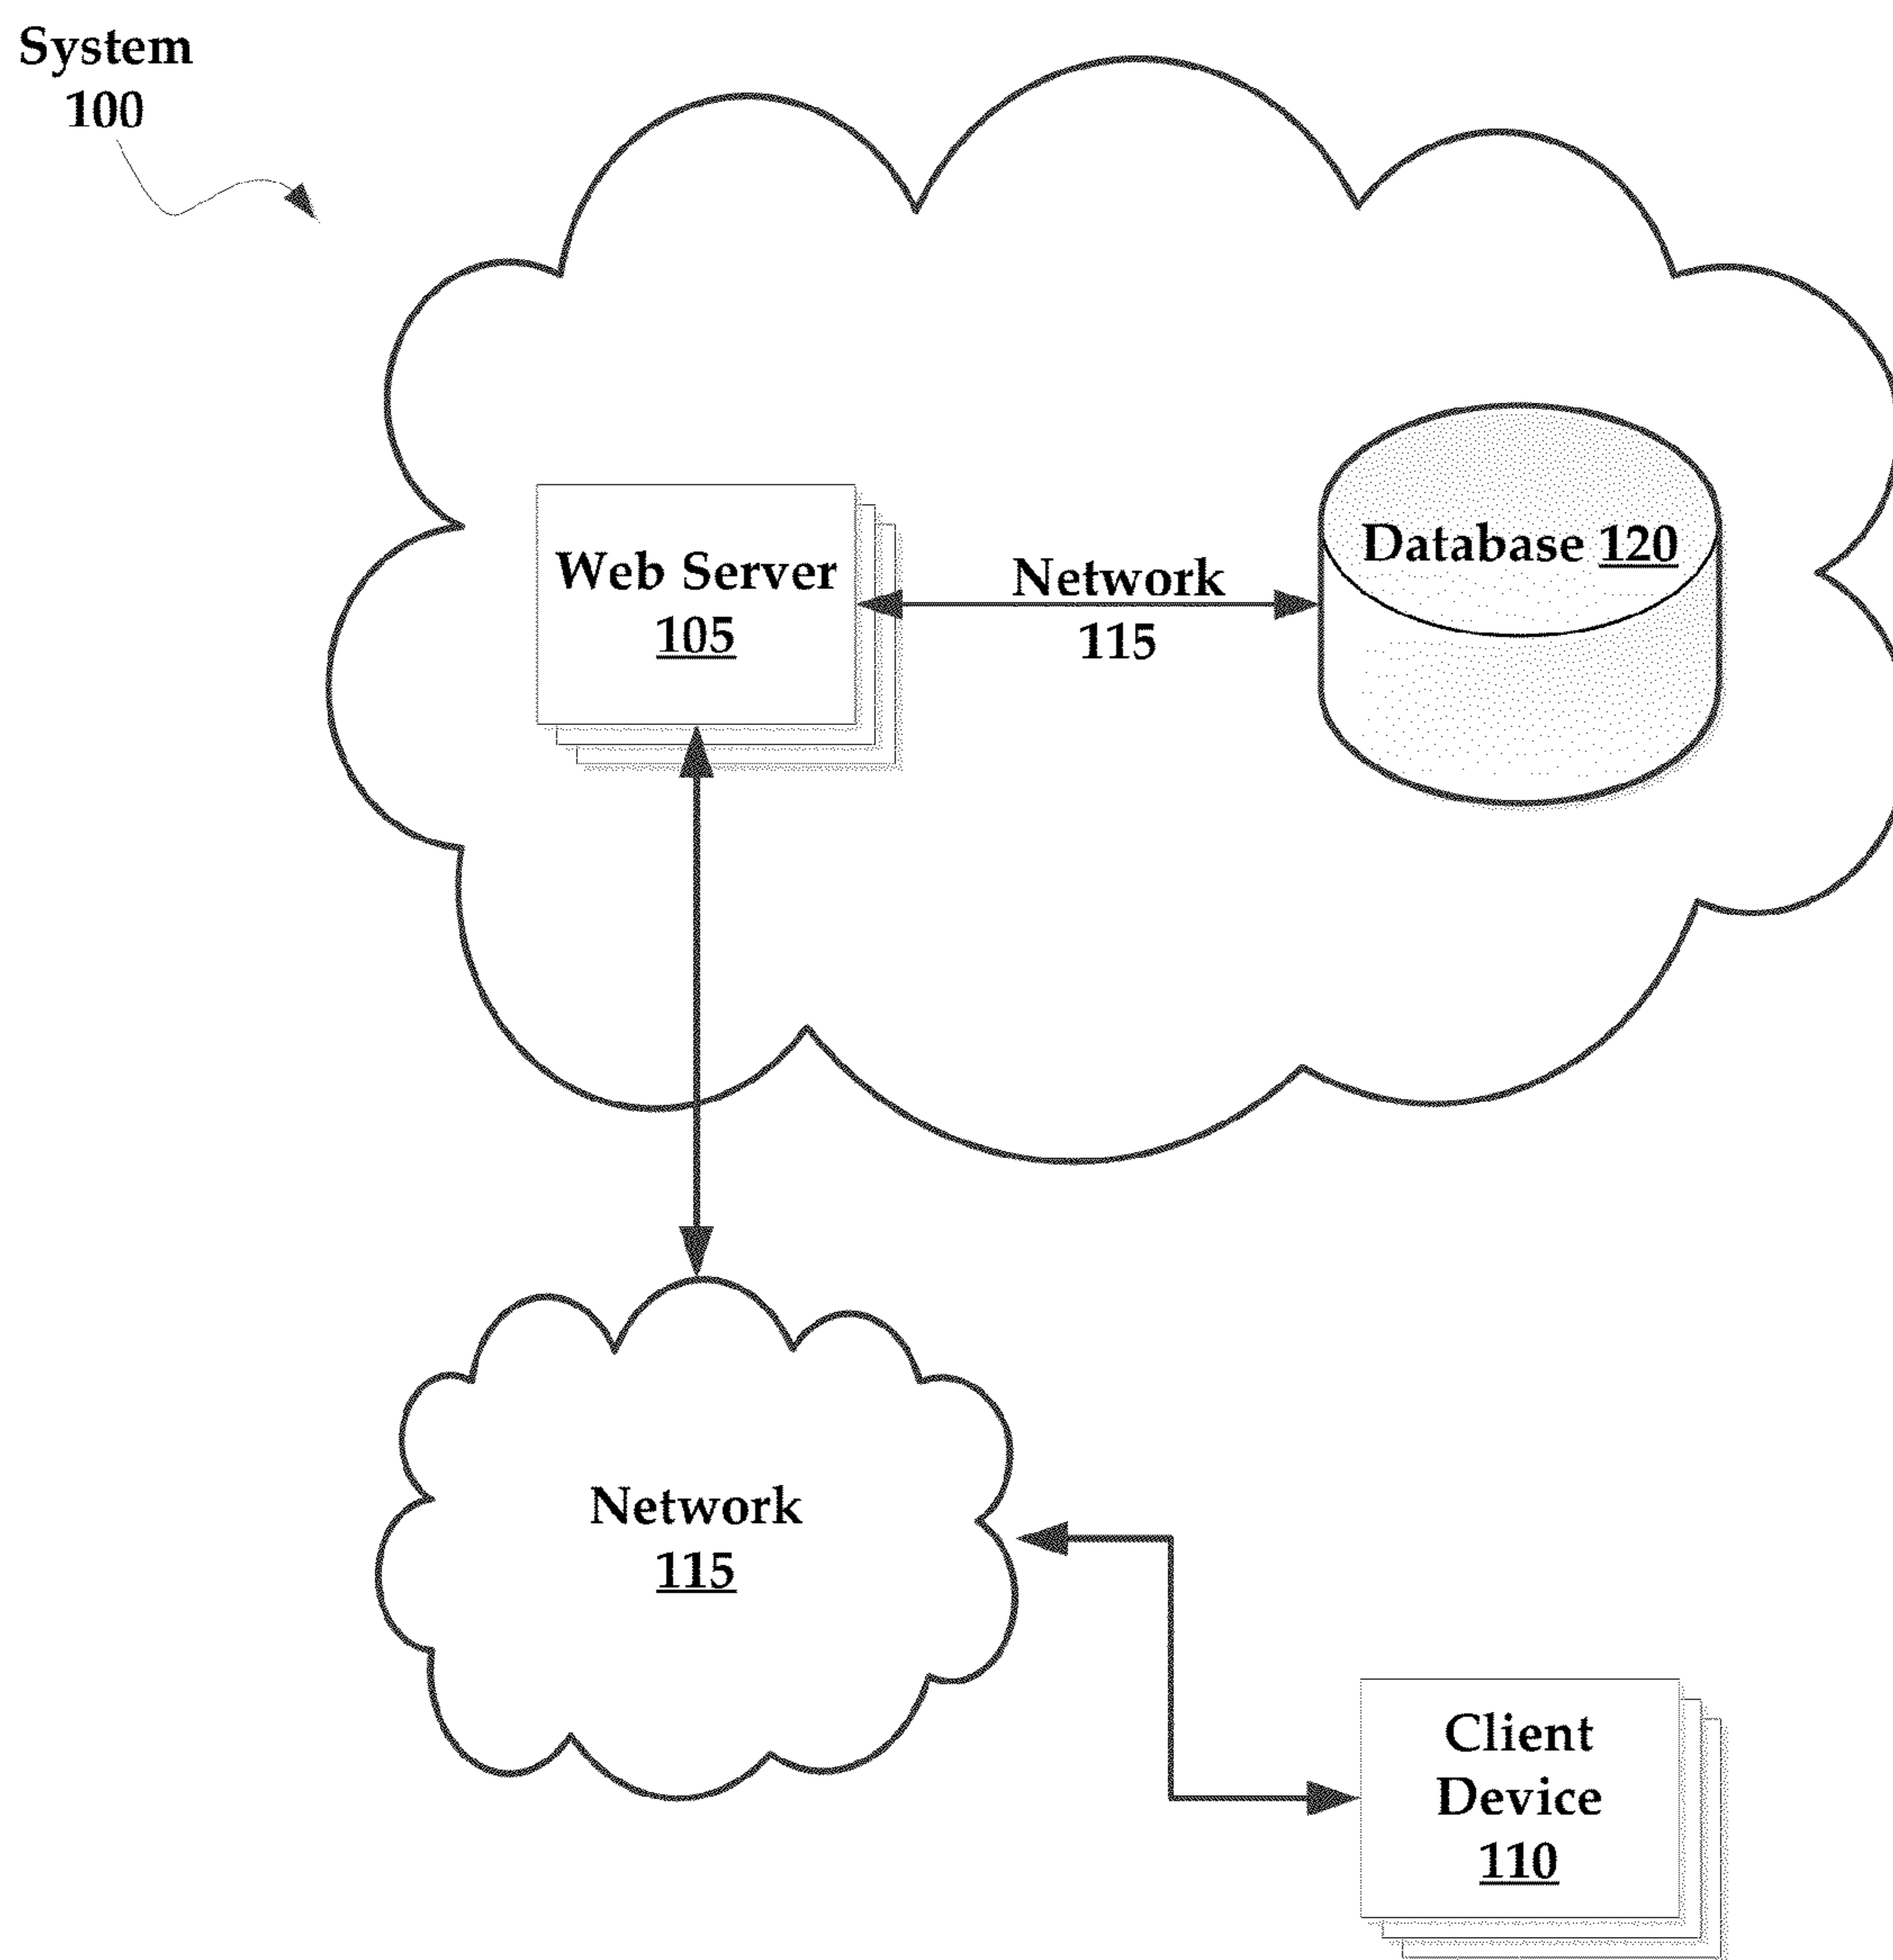 System
100
Web Server
105
Network
115
Database 120
Network
115
Client
Device
110